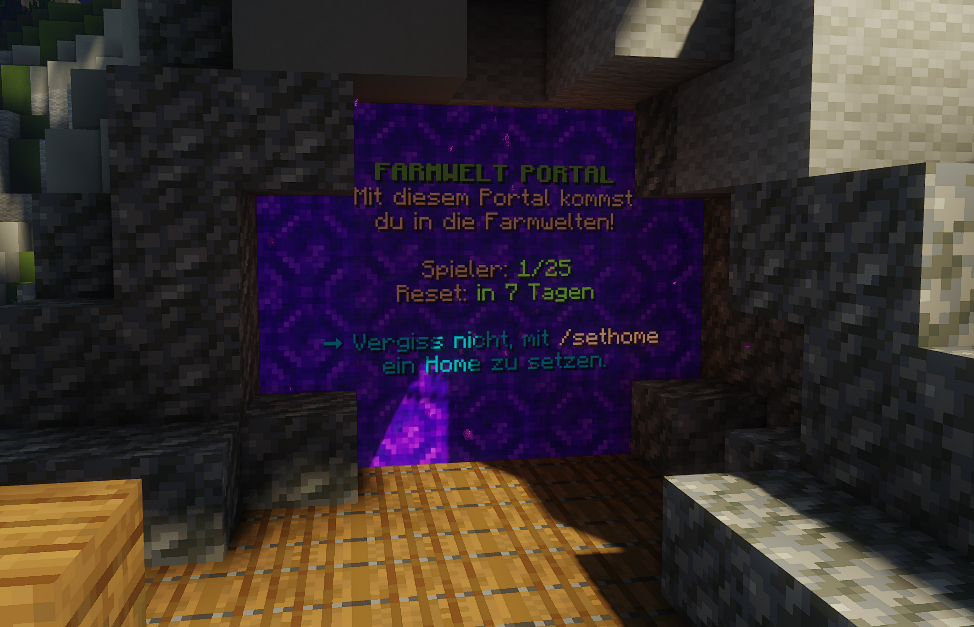 FARMWELT PORTAL
Mit diesem Portal kommst
du in die Farmwelten!
Spieler: 1/25
Reset: in 7 Tagen
→ Vergiss nicht, mit /sethome
ein Home zu setzen.